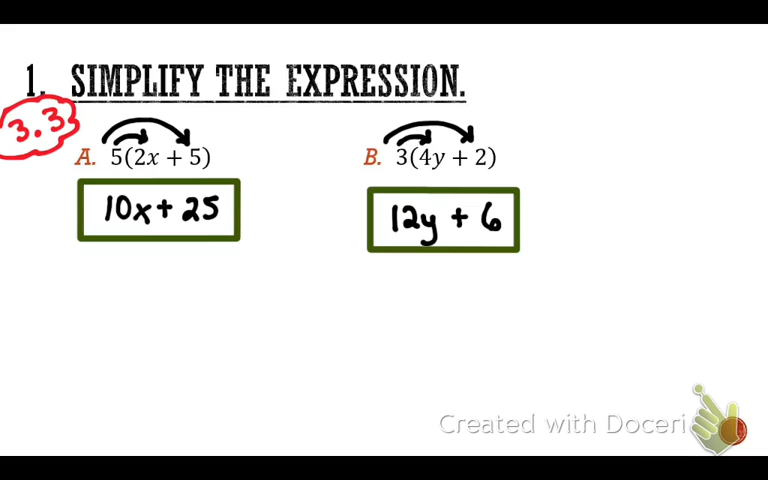 1. SIMPLIFY THE EXPRESSION.
3.3
A. 5(2x + 5)
B. 3(4y + 2)
10x + 25
12y + 6
Created with Doceri